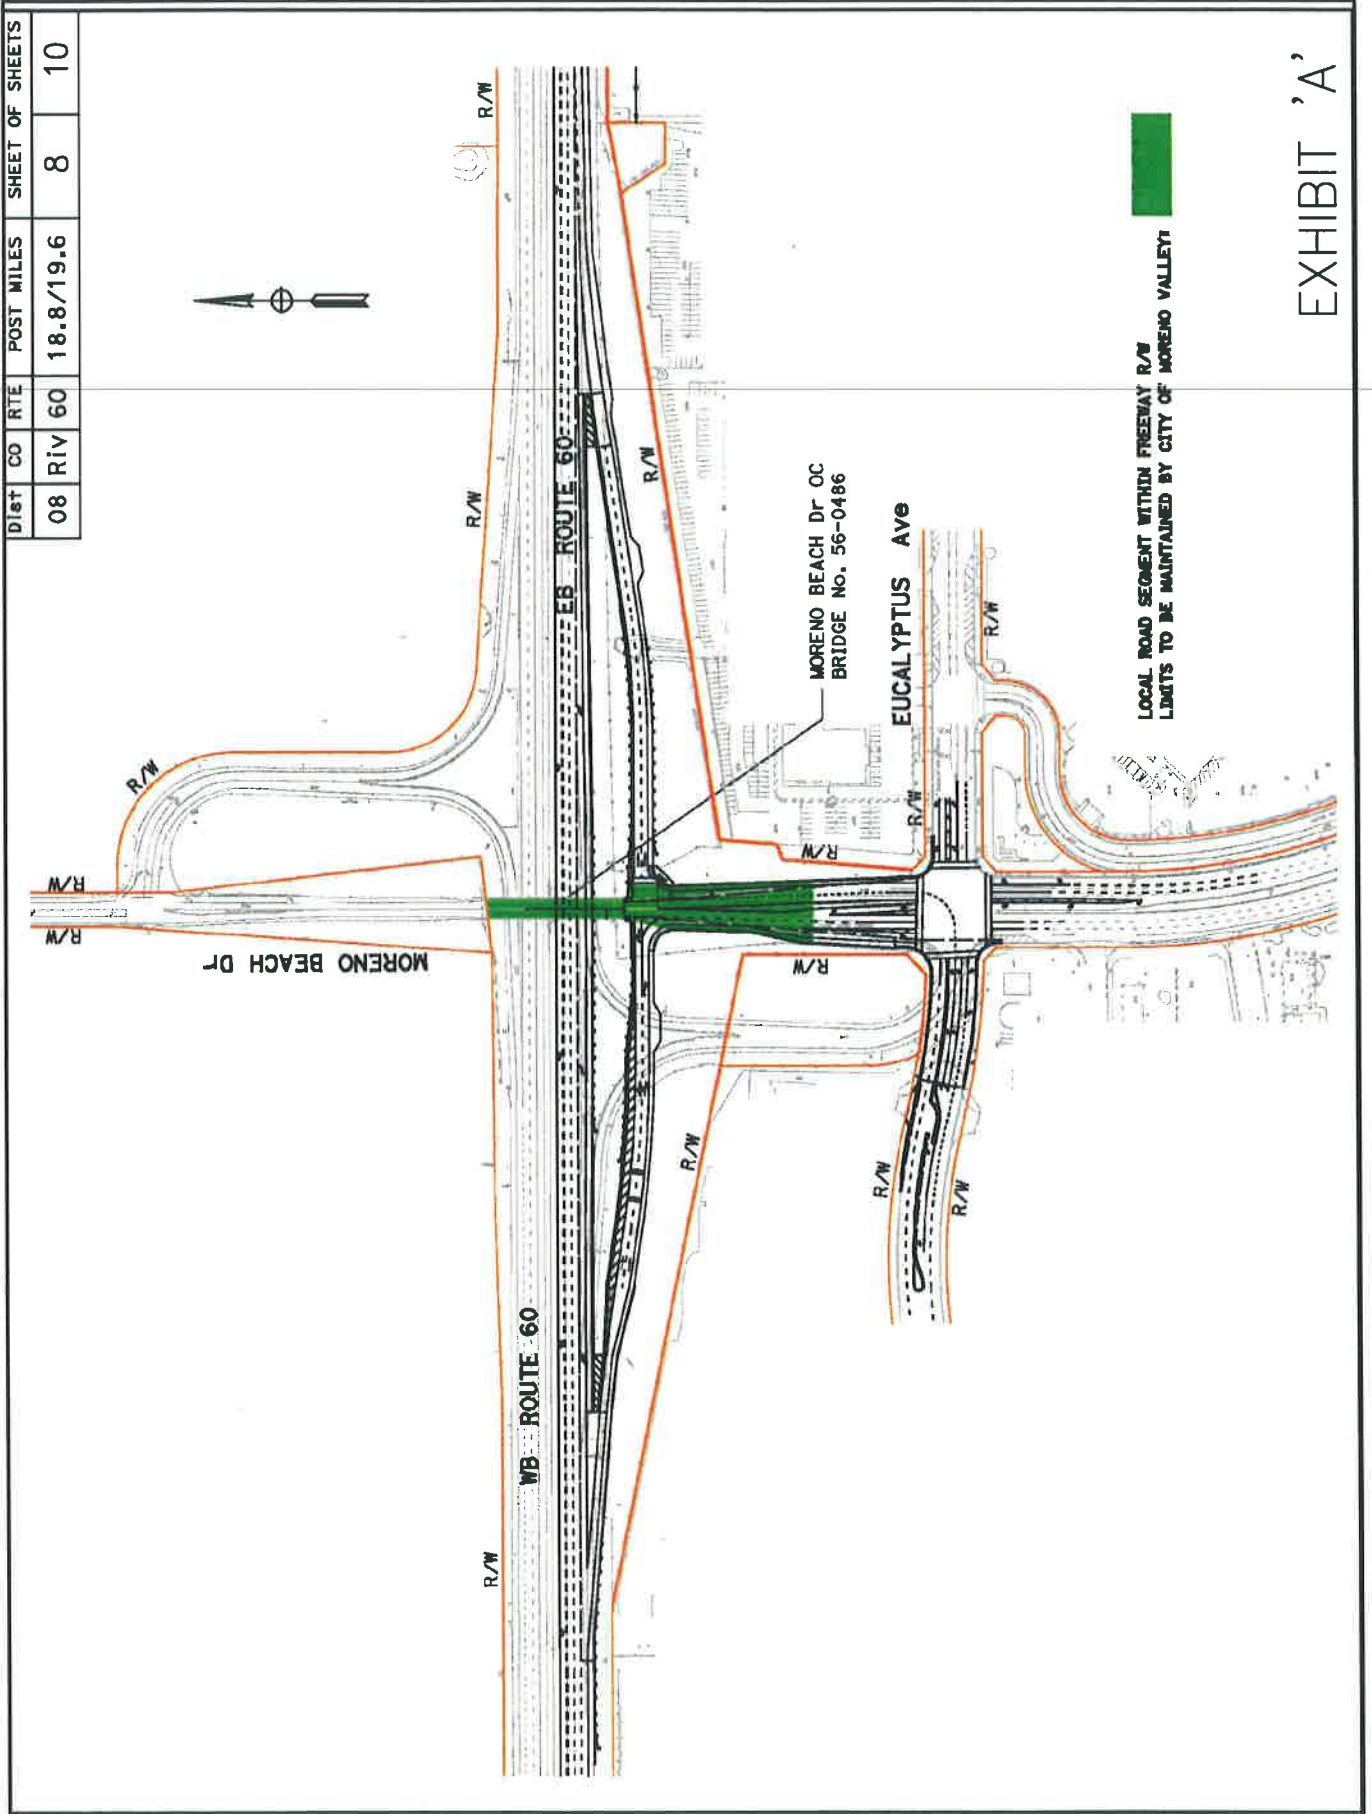 Dist CO RTE POST MILES SHEET OF SHEETS
08 Riv 60 18.8/19.6 8 10
R/W
R/W
R/W
R/W
R/W
MORENO BEACH Dr
R/W
WB ROUTE 60
EB ROUTE 60
R/W
R/W
R/W
R/W
R/W
MORENO BEACH Dr OC
BRIDGE No. 56-0486
EUCALYPTUS Ave
R/W
R/W
R/W
R/W
LOCAL ROAD SEGMENT WITHIN FREEWAY R/W
LIMITS TO BE MAINTAINED BY CITY OF MORENO VALLEY:
EXHIBIT 'A'